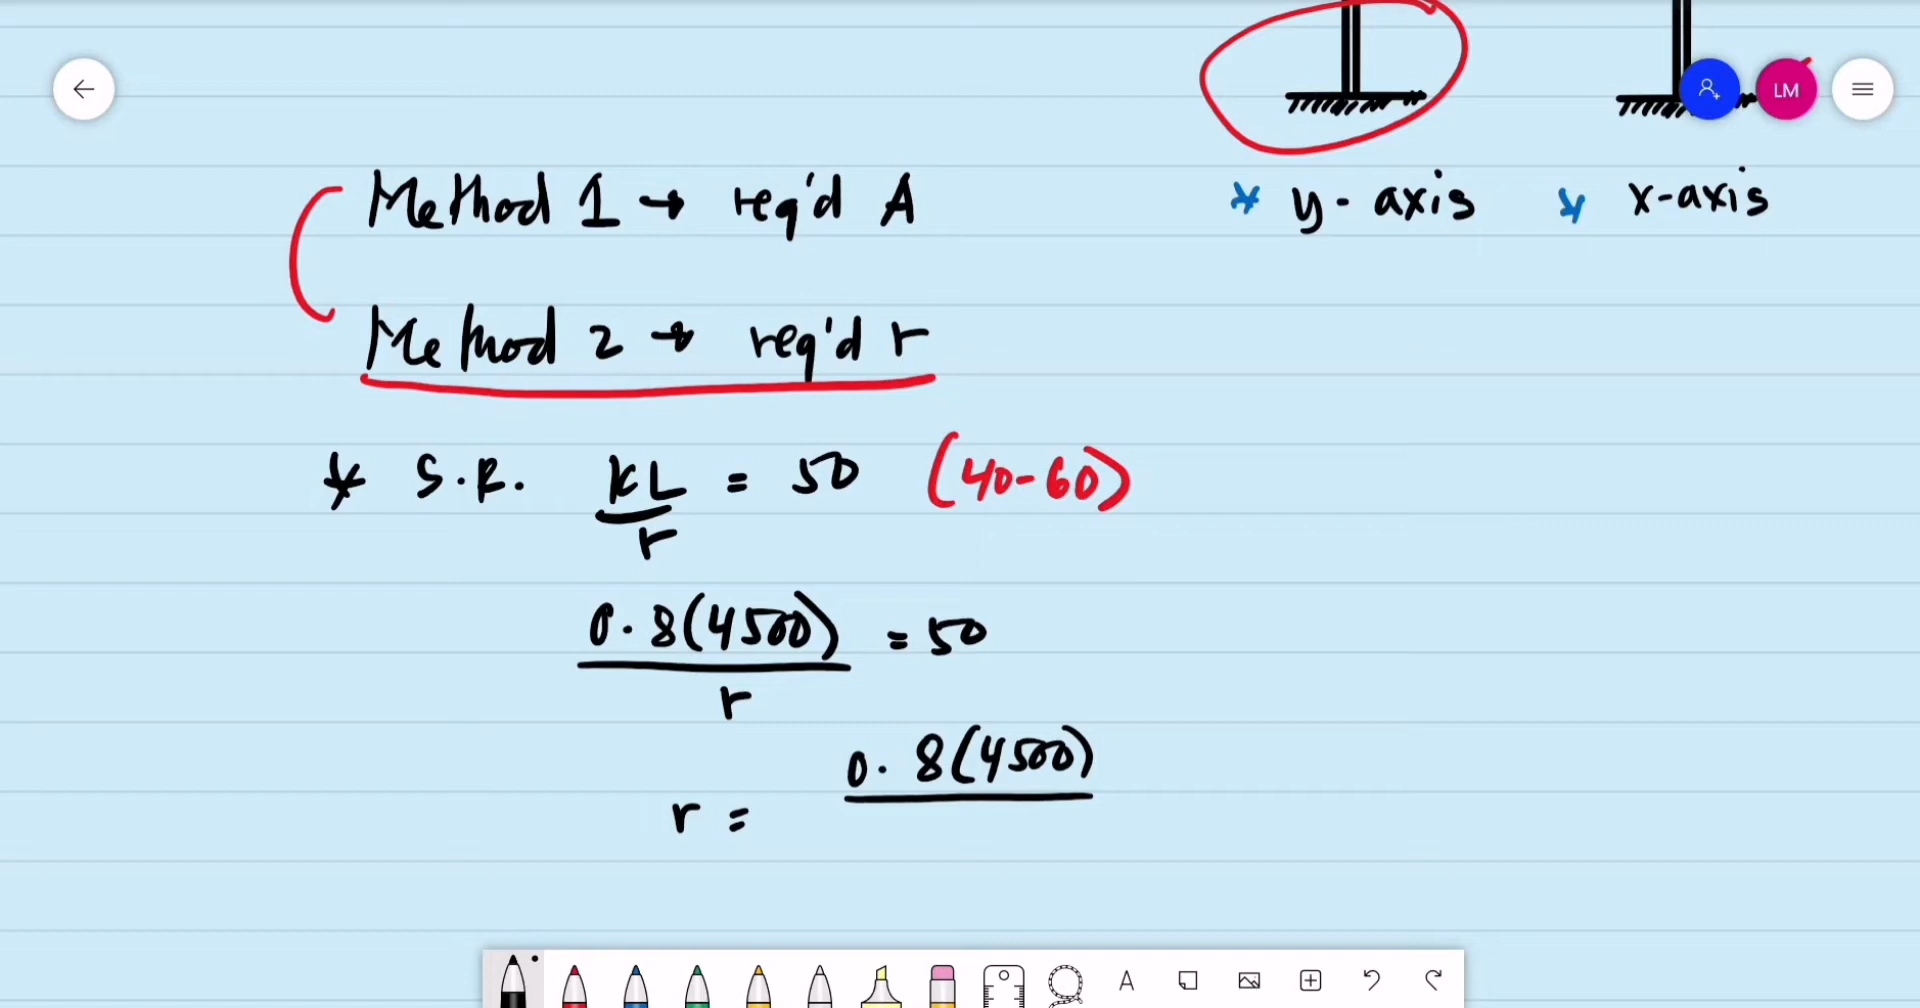 LM
Method 1 → req'd A
* y-axis * x-axis
Method 2 → req'd r
* S.R. KL/r = 50 (40-60)
0.8(4500)/r = 50
r = 0.8(4500)
A